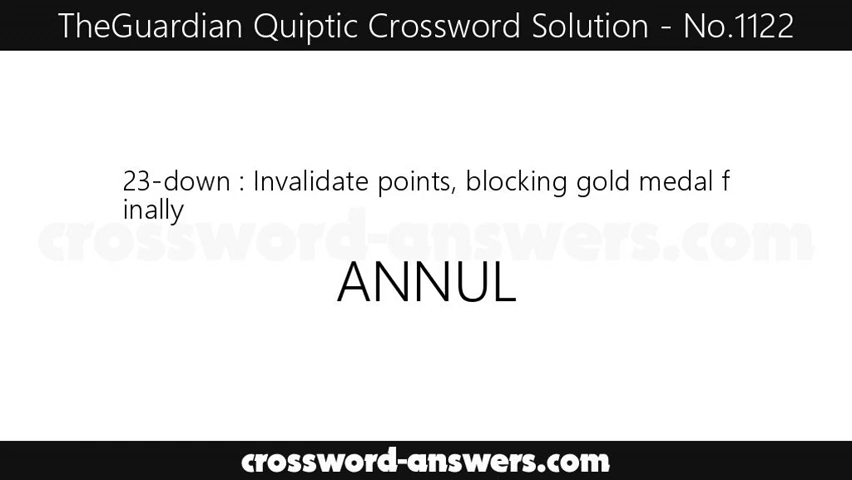 TheGuardian Quiptic Crossword Solution - No.1122
23-down : Invalidate points, blocking gold medal f
inally
crossword-answers.com
ANNUL
crossword-answers.com